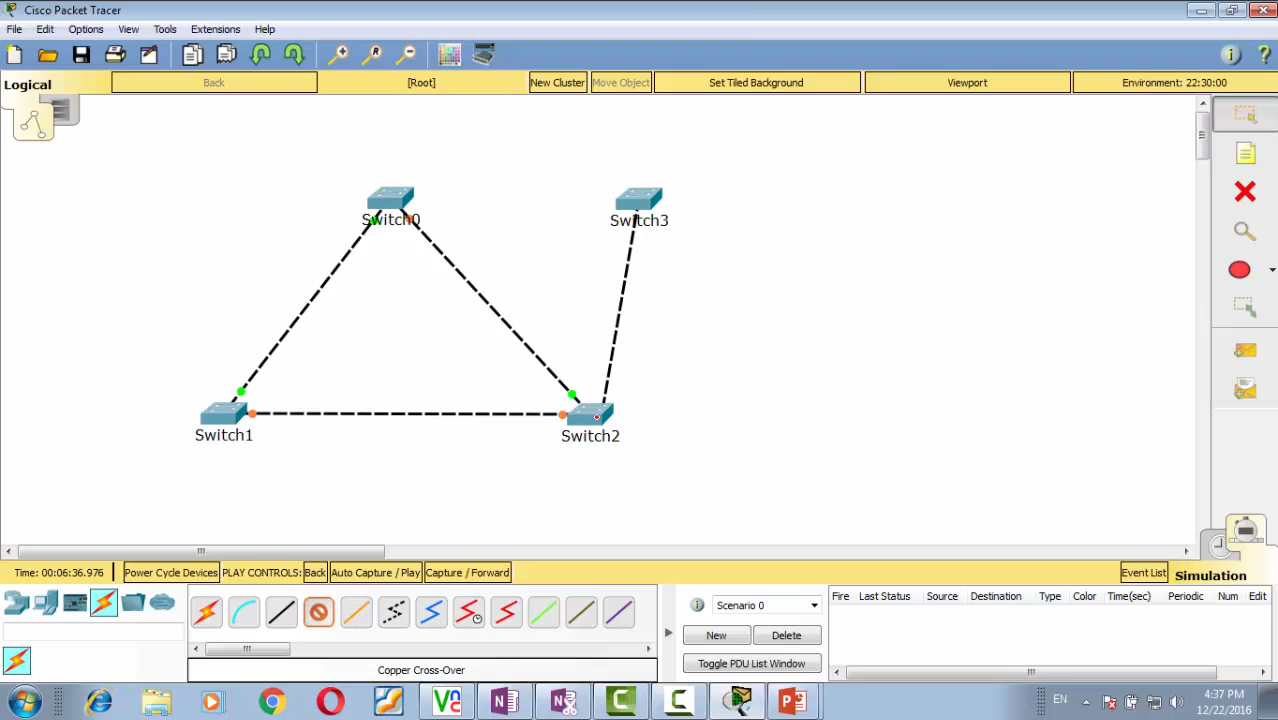 Cisco Packet Tracer
File Edit Options View Tools Extensions Help
Logical Back [Root] New Cluster Move Object Set Tiled Background Viewport Environment: 22:30:00
Switch0 Switch3
Switch1 Switch2
Time: 00:06:36.976 Power Cycle Devices PLAY CONTROLS: Back Auto Capture / Play Capture / Forward Event List Simulation
Scenario 0
Fire Last Status Source Destination Type Color Time(sec) Periodic Num Edit
New Delete
Toggle PDU List Window
Copper Cross-Over
EN
4:37 PM
12/22/2016